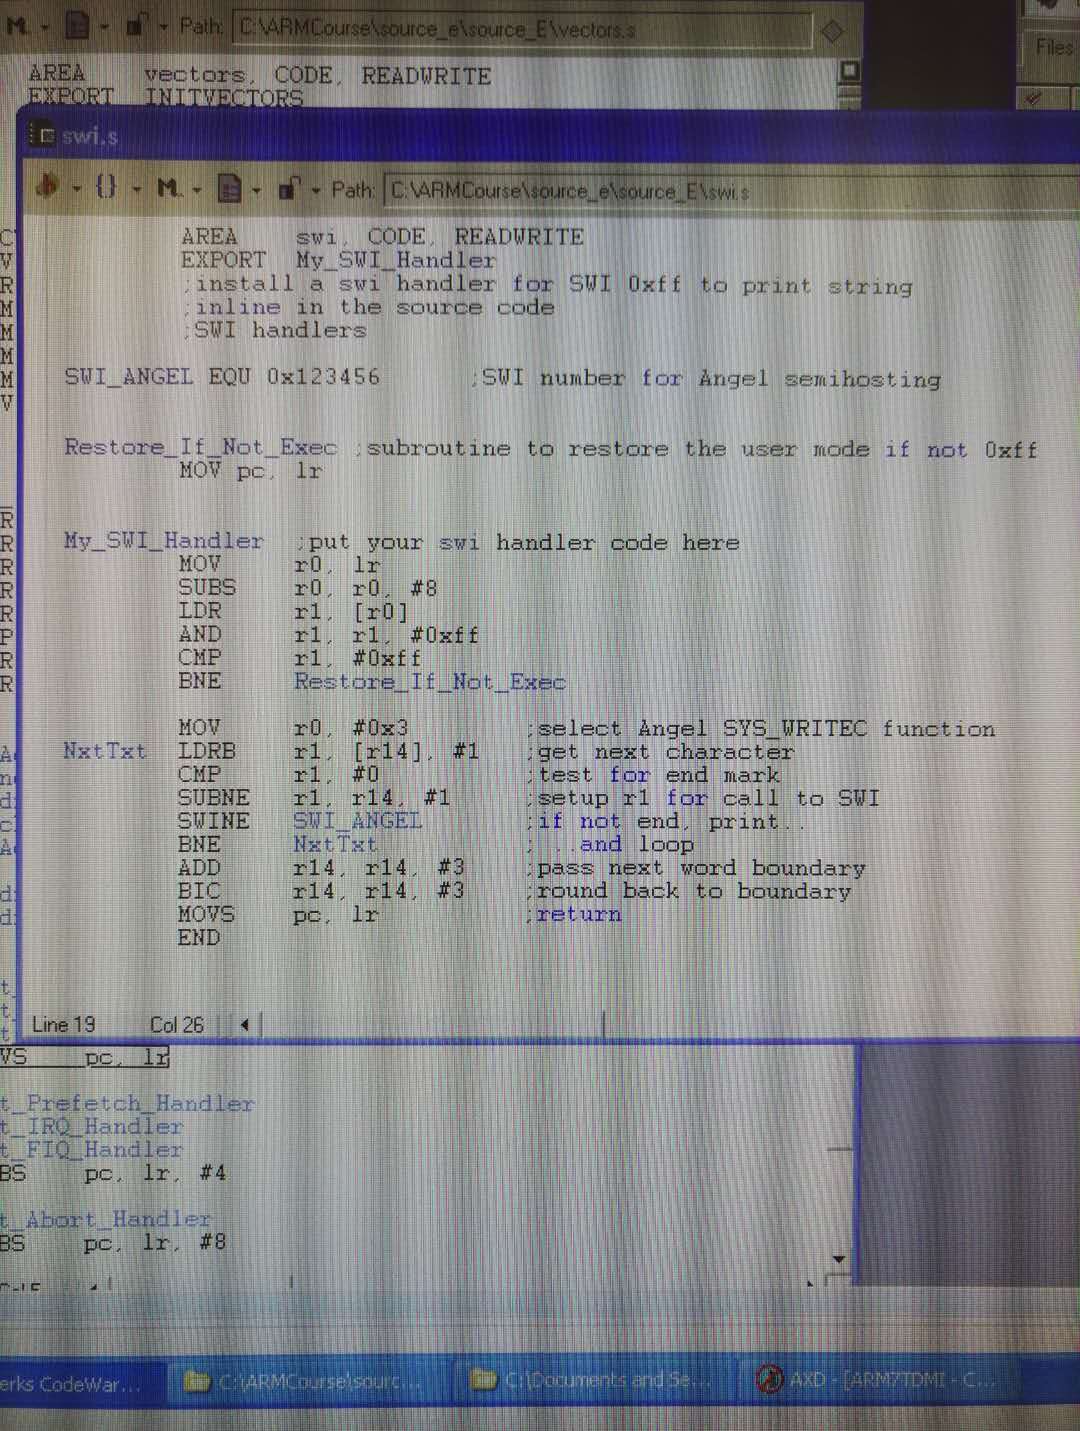 Path: C:\ARMCourse\source_e\source_E\vectors.s
Files
AREA vectors, CODE, READWRITE
EXPORT INITVECTORS
swi.s
Path: C:\ARMCourse\source_e\source_E\swi.s
AREA swi, CODE, READWRITE
EXPORT My_SWI_Handler
;install a swi handler for SWI 0xff to print string
;inline in the source code
;SWI handlers
SWI_ANGEL EQU 0x123456 ;SWI number for Angel semihosting
Restore_If_Not_Exec ;subroutine to restore the user mode if not 0xff
MOV pc, lr
My_SWI_Handler ;put your swi handler code here
MOV r0, lr
SUBS r0, r0, #8
LDR r1, [r0]
AND r1, r1, #0xff
CMP r1, #0xff
BNE Restore_If_Not_Exec
MOV r0, #0x3 ;select Angel SYS_WRITEC function
NxtTxt LDRB r1, [r14], #1 ;get next character
CMP r1, #0 ;test for end mark
SUBNE r1, r14, #1 ;setup r1 for call to SWI
SWINE SWI_ANGEL ;if not end, print..
BNE NxtTxt ; ..and loop
ADD r14, r14, #3 ;pass next word boundary
BIC r14, r14, #3 ;round back to boundary
MOVS pc, lr ;return
END
Line 19 Col 26
VS pc, lr
t_Prefetch_Handler
t_IRQ_Handler
t_FIQ_Handler
BS pc, lr, #4
t_Abort_Handler
BS pc, lr, #8
erks CodeWar... C:\ARMCourse\sourc... C:\Documents and Se... AXD - [ARM7TDMI - C...